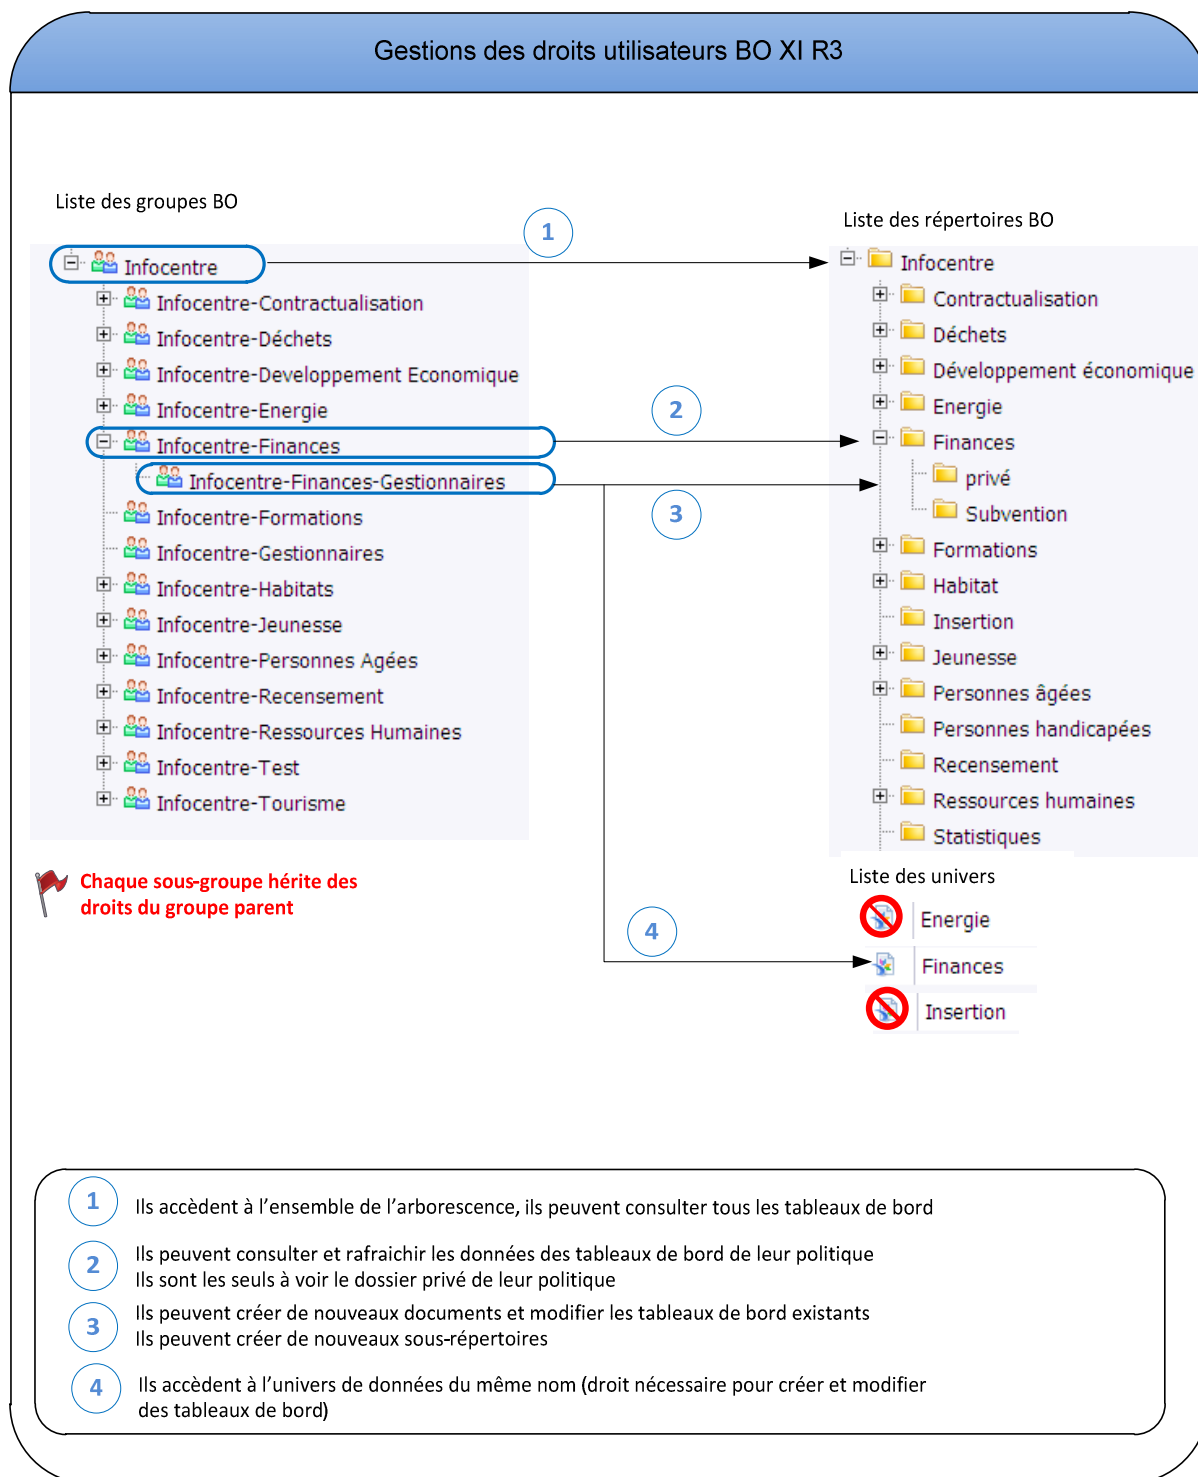 Gestions des droits utilisateurs BO XI R3
Liste des groupes BO
1
Liste des répertoires BO
Infocentre
Infocentre-Contractualisation
Infocentre-Déchets
Infocentre-Developpement Economique
Infocentre-Energie
Infocentre-Finances
Infocentre-Finances-Gestionnaires
Infocentre-Formations
Infocentre-Gestionnaires
Infocentre-Habitats
Infocentre-Jeunesse
Infocentre-Personnes Agées
Infocentre-Recensement
Infocentre-Ressources Humaines
Infocentre-Test
Infocentre-Tourisme
2
3
Infocentre
Contractualisation
Déchets
Développement économique
Energie
Finances
privé
Subvention
Formations
Habitat
Insertion
Jeunesse
Personnes âgées
Personnes handicapées
Recensement
Ressources humaines
Statistiques
Chaque sous-groupe hérite des
droits du groupe parent
4
Liste des univers
Energie
Finances
Insertion
1
Ils accèdent à l'ensemble de l'arborescence, ils peuvent consulter tous les tableaux de bord
2
Ils peuvent consulter et rafraichir les données des tableaux de bord de leur politique
Ils sont les seuls à voir le dossier privé de leur politique
3
Ils peuvent créer de nouveaux documents et modifier les tableaux de bord existants
Ils peuvent créer de nouveaux sous-répertoires
4
Ils accèdent à l'univers de données du même nom (droit nécessaire pour créer et modifier
des tableaux de bord)